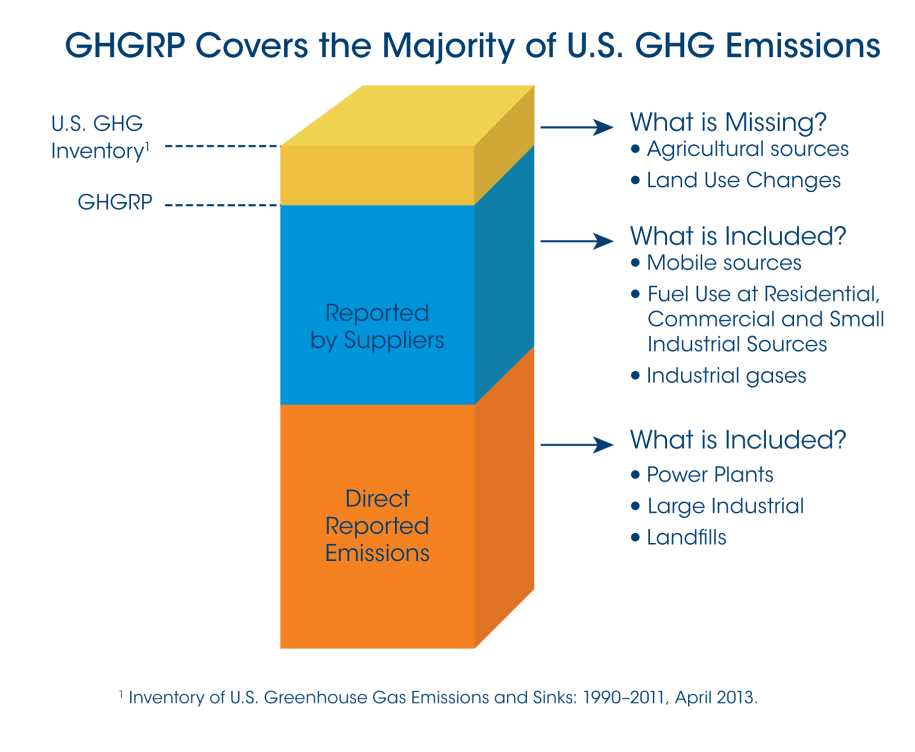 GHGRP Covers the Majority of U.S. GHG Emissions
U.S. GHG
Inventory¹
GHGRP
What is Missing?
• Agricultural sources
• Land Use Changes
Reported
by Suppliers
What is Included?
• Mobile sources
• Fuel Use at Residential,
Commercial and Small
Industrial Sources
• Industrial gases
Direct
Reported
Emissions
What is Included?
• Power Plants
• Large Industrial
• Landfills
¹ Inventory of U.S. Greenhouse Gas Emissions and Sinks: 1990–2011, April 2013.